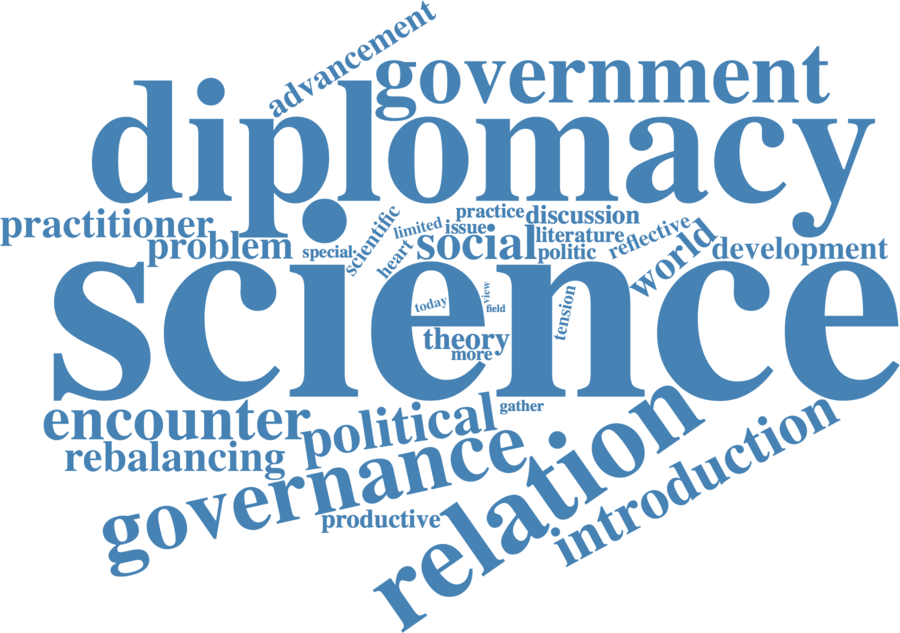 advancement
government
diplomacy
practitioner
problem
special
scientific
limited
heart
practice
issue
social
discussion
literature
politic
reflective
world
development
science
today
view
field
tension
theory
more
encounter
rebalancing
political
gather
governance
productive
relation
introduction